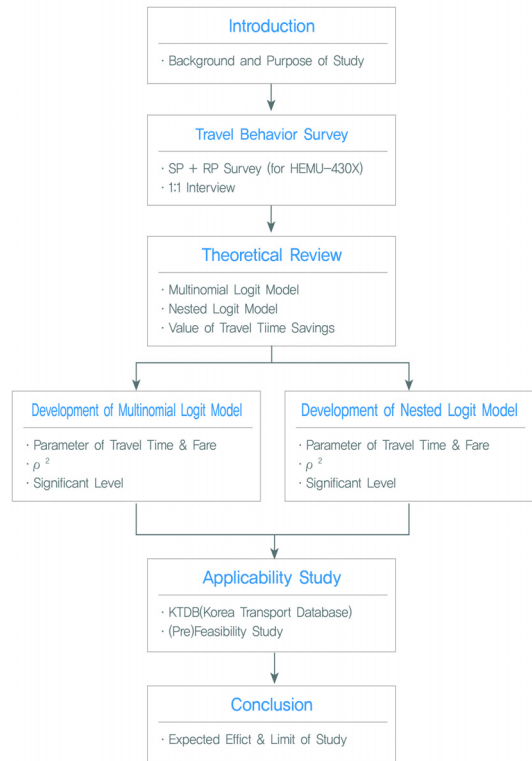 Introduction
· Background and Purpose of Study
Travel Behavior Survey
· SP + RP Survey (for HEMU-430X)
· 1:1 Interview
Theoretical Review
· Multinomial Logit Model
· Nested Logit Model
· Value of Travel Tiime Savings
Development of Multinomial Logit Model
· Parameter of Travel Time & Fare
· ρ ²
· Significant Level
Development of Nested Logit Model
· Parameter of Travel Time & Fare
· ρ ²
· Significant Level
Applicability Study
· KTDB(Korea Transport Database)
· (Pre)Feasibility Study
Conclusion
· Expected Effict & Limit of Study